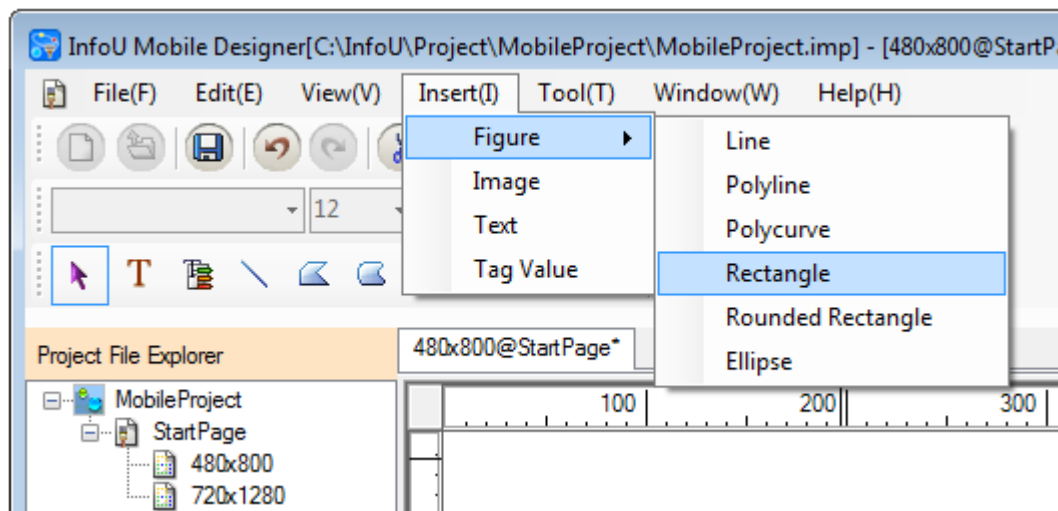 InfoU Mobile Designer[C:\InfoU\Project\MobileProject\MobileProject.imp] - [480x800@StartPa
File(F) Edit(E) View(V) Insert(I) Tool(T) Window(W) Help(H)
Figure
Image
Text
Tag Value
Line
Polyline
Polycurve
Rectangle
Rounded Rectangle
Ellipse
12
T
Project File Explorer
MobileProject
StartPage
480x800
720x1280
480x800@StartPage*
100 200 300